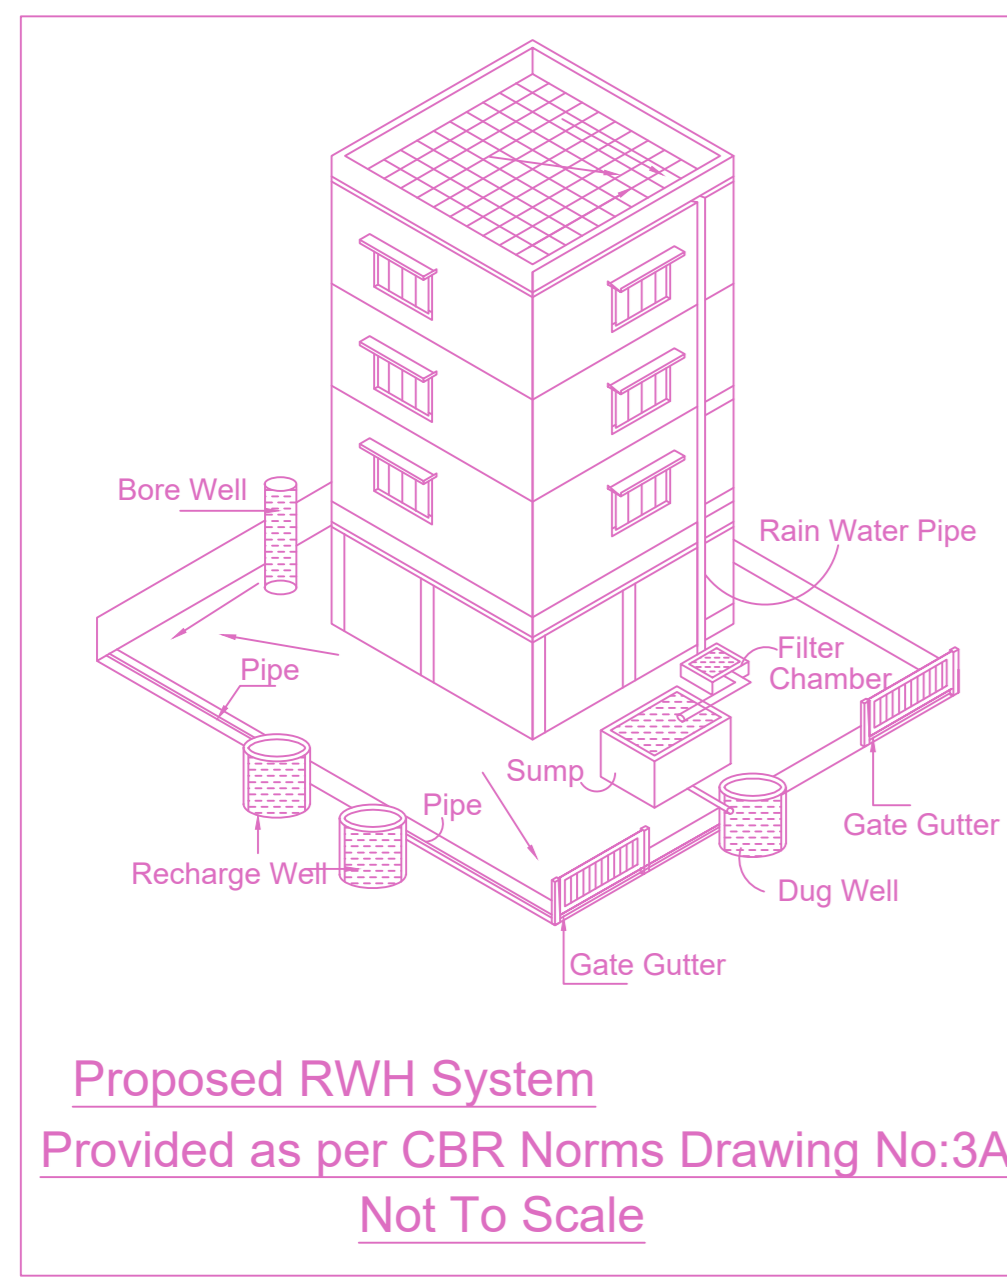 Bore Well
Rain Water Pipe
Filter
Chamber
Pipe
Sump
Pipe
Gate Gutter
Recharge Well
Dug Well
Gate Gutter
Proposed RWH System
Provided as per CBR Norms Drawing No:3A
Not To Scale